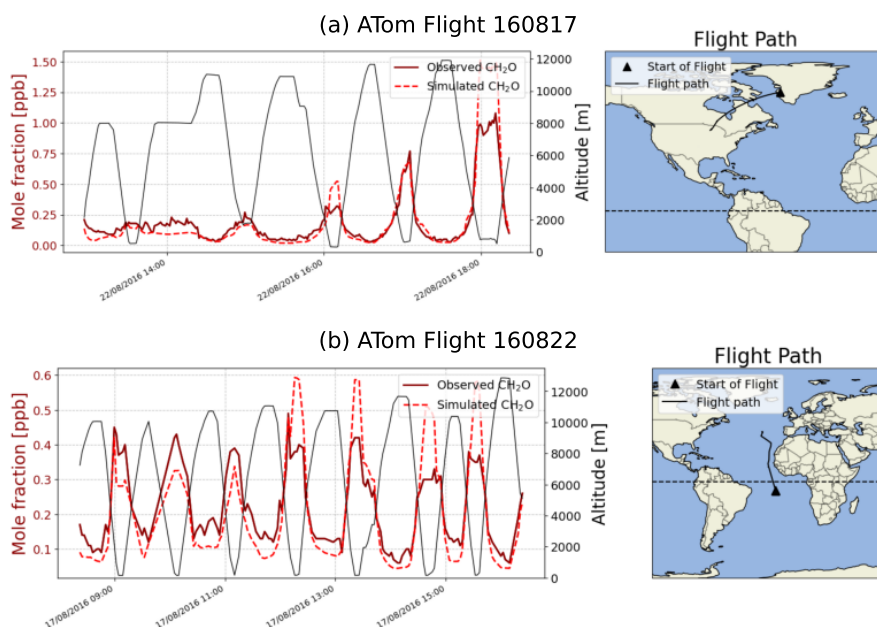 (a) ATom Flight 160817
Flight Path
Mole fraction [ppb]
1.50
1.25
1.00
0.75
0.50
0.25
0.00
Observed CH₂O
Simulated CH₂O
12000
10000
8000
6000
4000
2000
0
Altitude [m]
22/08/2016 14:00
22/08/2016 16:00
22/08/2016 18:00
Start of Flight
Flight path
(b) ATom Flight 160822
Flight Path
Mole fraction [ppb]
0.6
0.5
0.4
0.3
0.2
0.1
Observed CH₂O
Simulated CH₂O
12000
10000
8000
6000
4000
2000
0
Altitude [m]
17/08/2016 09:00
17/08/2016 11:00
17/08/2016 13:00
17/08/2016 15:00
Start of Flight
Flight path